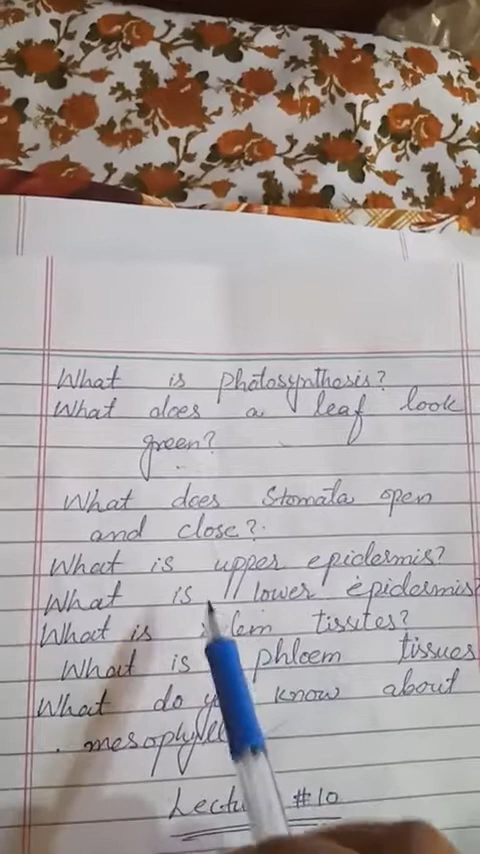 What is photosynthesis?
What does a leaf look
green?
What does Stomata open
and close?
What is upper epidermis?
What is lower epidermis?
What is tissues?
What is phloem tissues
What do know about
mesophyll
Lecture #10